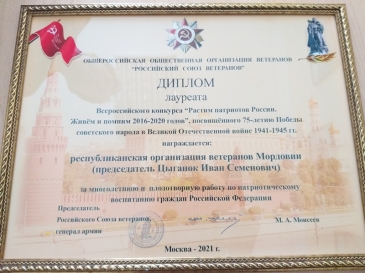 ОБЩЕРОССИЙСКАЯ ОБЩЕСТВЕННАЯ ОРГАНИЗАЦИЯ ВЕТЕРАНОВ
"РОССИЙСКИЙ СОЮЗ ВЕТЕРАНОВ"
ДИПЛОМ
лауреата
Всероссийского конкурса "Растим патриотов России.
Живём и помним 2016-2020 годов", посвящённого 75-летию Победы
советского народа в Великой Отечественной войне 1941-1945 гг.
награждается:
республиканская организация ветеранов Мордовии
(председатель Цыганок Иван Семенович)
за многолетнюю и плодотворную работу по патриотическому
воспитанию граждан Российской Федерации
Председатель
Российского Союза ветеранов,
генерал армии
М. А. Моисеев
Москва - 2021 г.